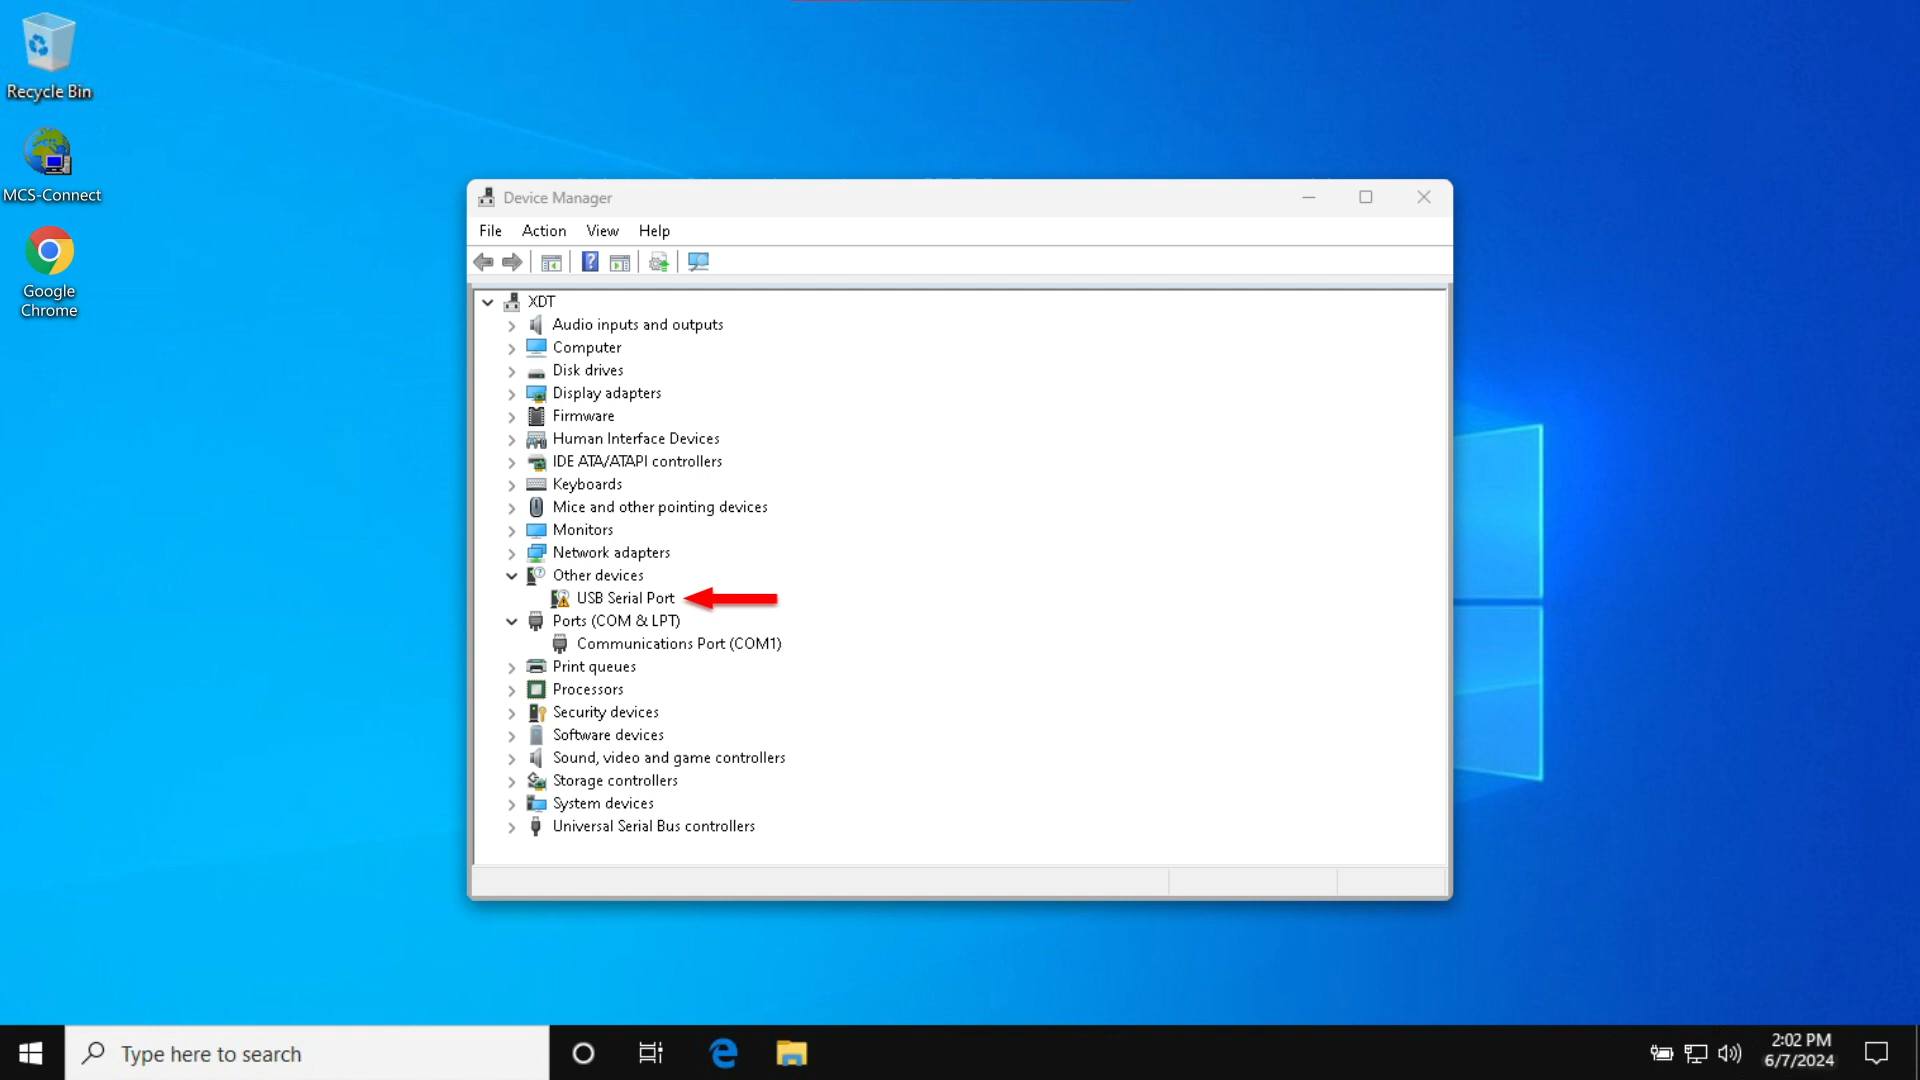 Recycle Bin
MCS-Connect
Google
Chrome
Device Manager
File Action View Help
XDT
Audio inputs and outputs
Computer
Disk drives
Display adapters
Firmware
Human Interface Devices
IDE ATA/ATAPI controllers
Keyboards
Mice and other pointing devices
Monitors
Network adapters
Other devices
USB Serial Port
Ports (COM & LPT)
Communications Port (COM1)
Print queues
Processors
Security devices
Software devices
Sound, video and game controllers
Storage controllers
System devices
Universal Serial Bus controllers
Type here to search
2:02 PM
6/7/2024